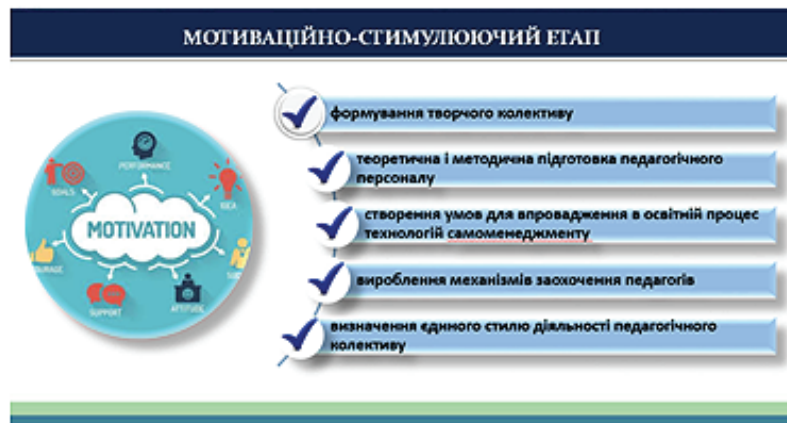 МОТИВАЦІЙНО-СТИМУЛЮЮЧИЙ ЕТАП
формування творчого колективу
теоретична і методична підготовка педагогічного
персоналу
створення умов для впровадження в освітній процес
технологій самоменеджменту
вироблення механізмів заохочення педагогів
визначення єдиного стилю діяльності педагогічного
колективу
PERFORMANCE
GOALS
IDEA
MOTIVATION
SUPPORT
ATTITUDE